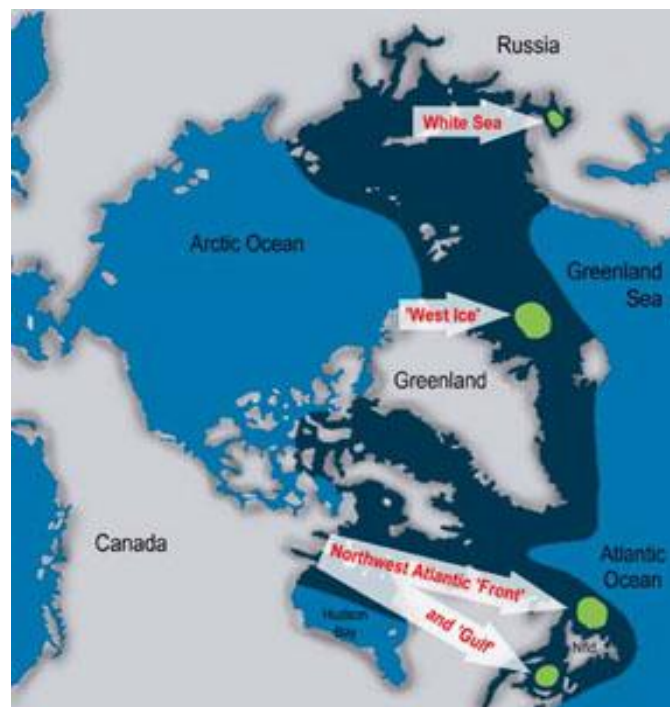 Russia
White Sea
Arctic Ocean
Greenland
Sea
'West Ice'
Greenland
Canada
Northwest Atlantic 'Front'
and 'Gulf'
Atlantic
Ocean
Hudson
Bay
Nfld.